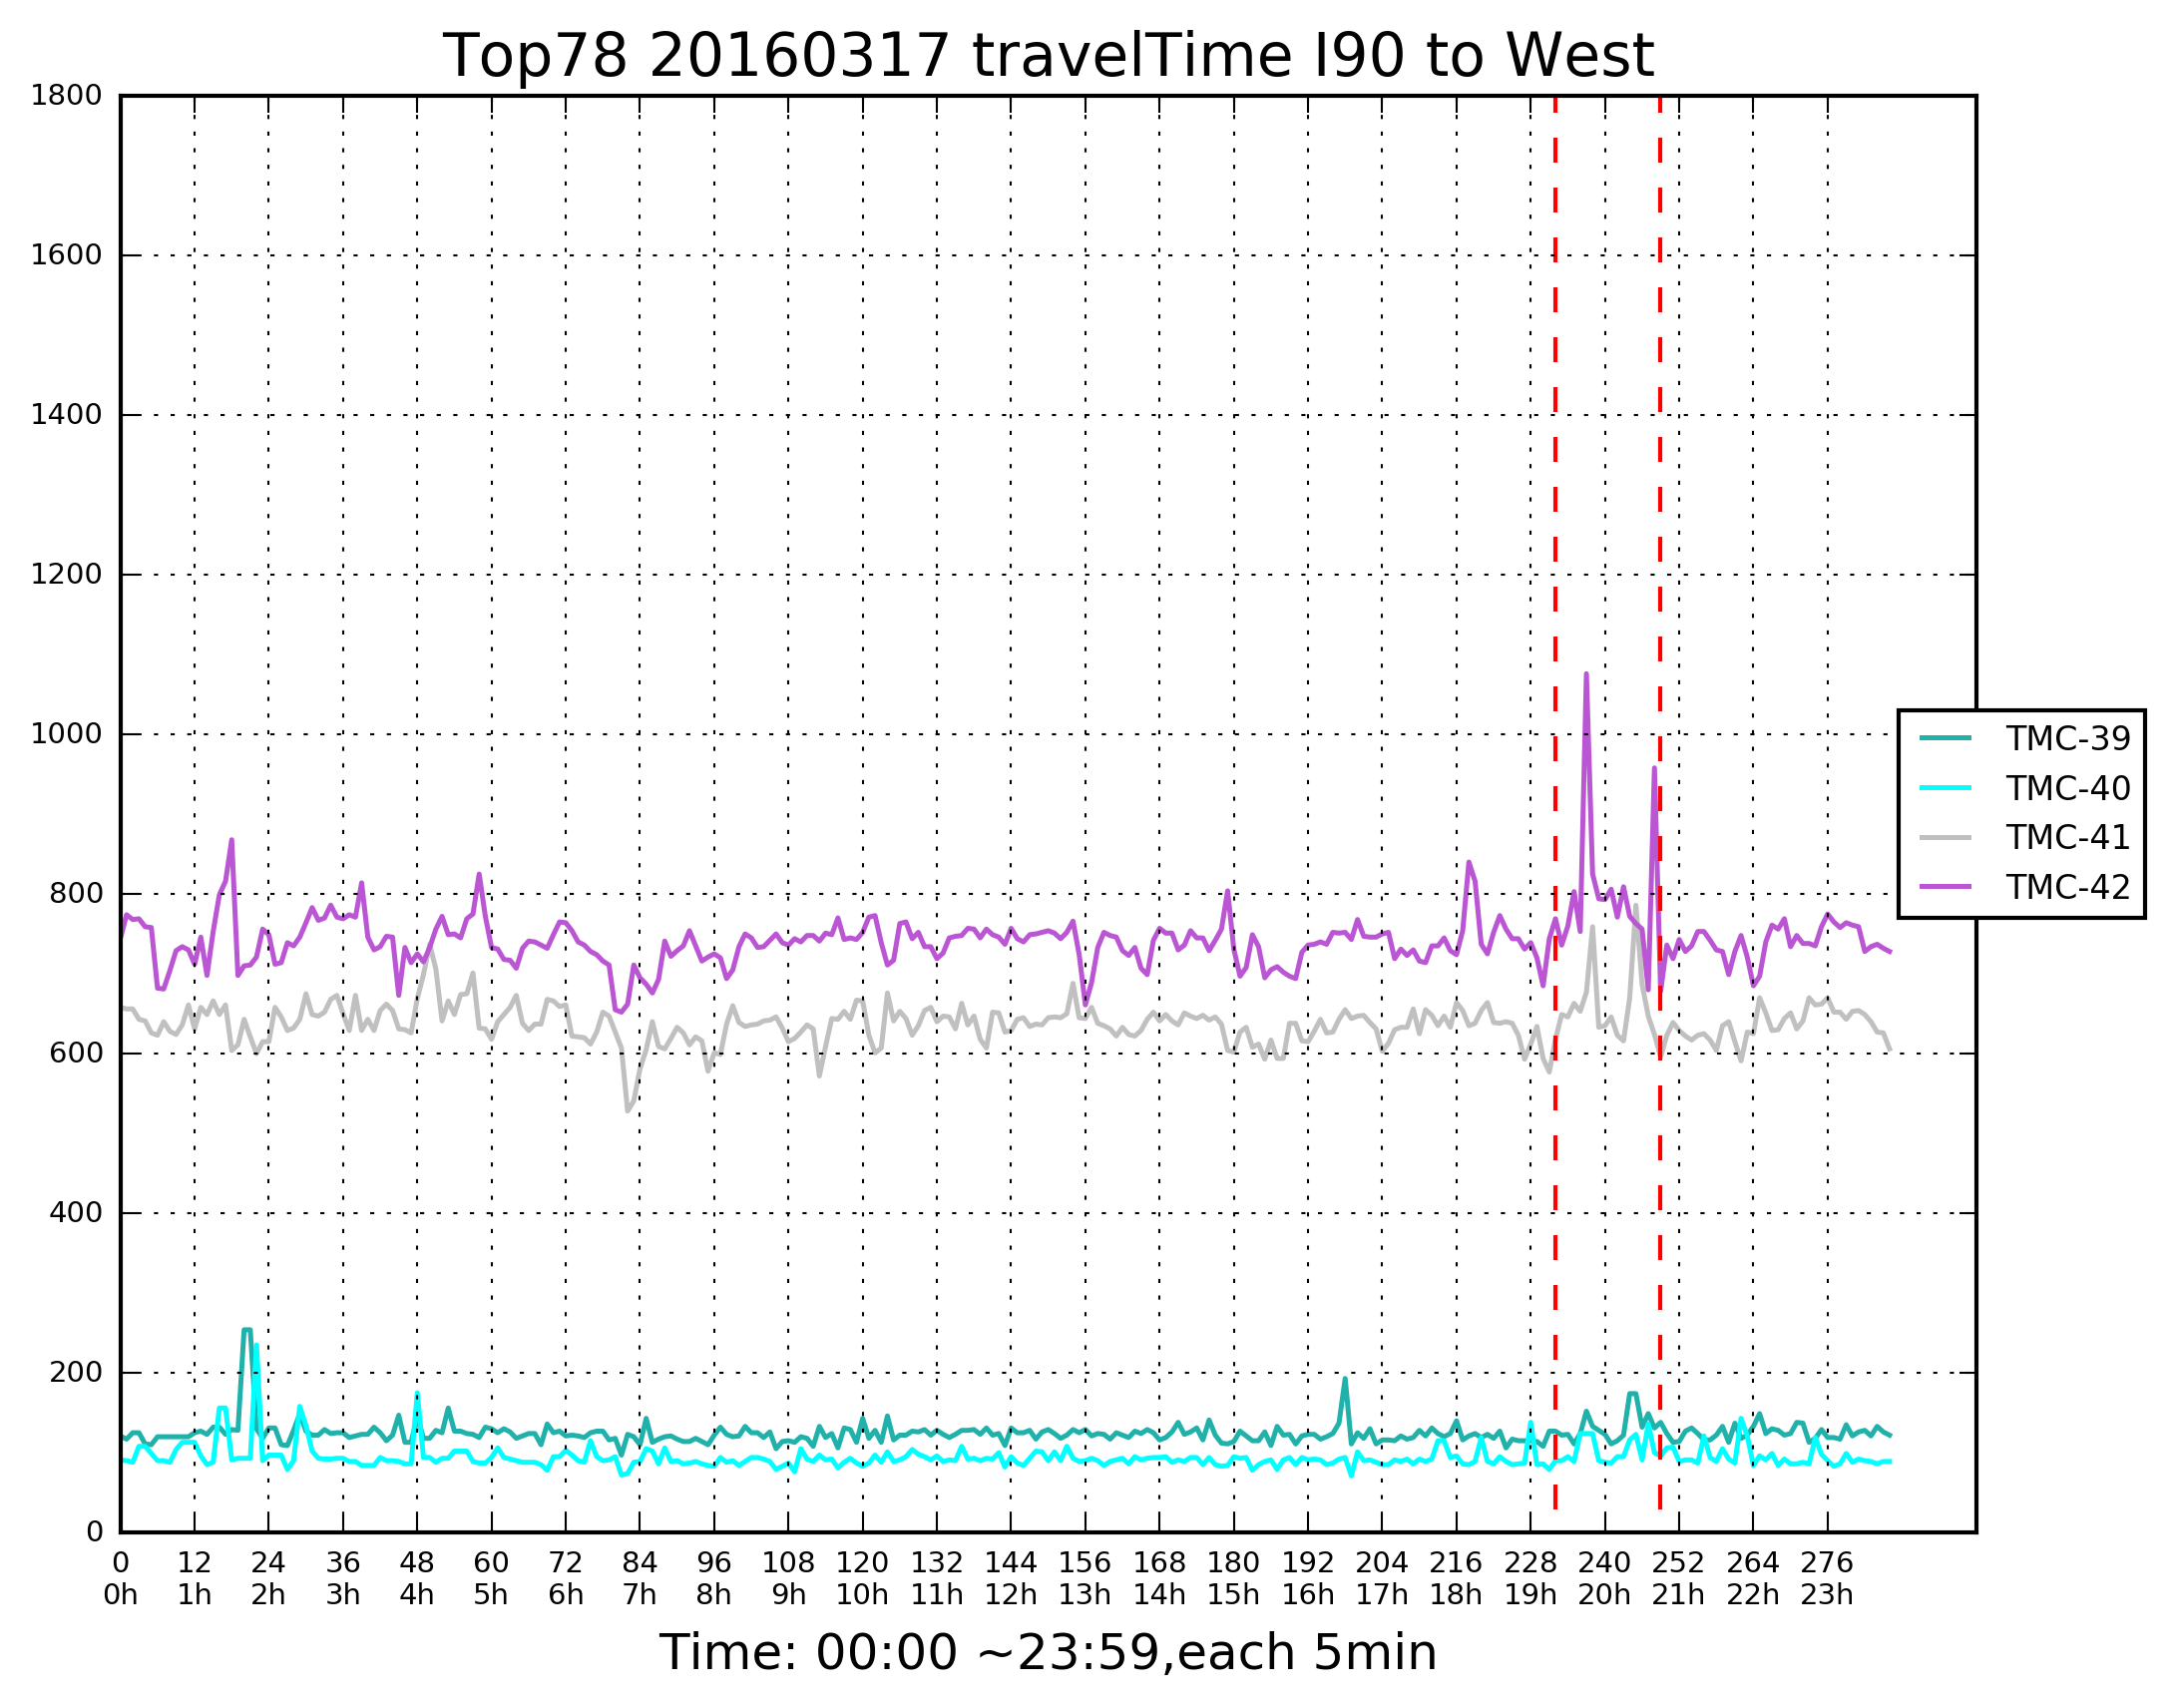 Top78 20160317 travelTime I90 to West
1800
1600
1400
1200
1000
800
600
400
200
0
TMC-39
TMC-40
TMC-41
TMC-42
0 12 24 36 48 60 72 84 96 108 120 132 144 156 168 180 192 204 216 228 240 252 264 276
0h 1h 2h 3h 4h 5h 6h 7h 8h 9h 10h 11h 12h 13h 14h 15h 16h 17h 18h 19h 20h 21h 22h 23h
Time: 00:00 ~23:59,each 5min